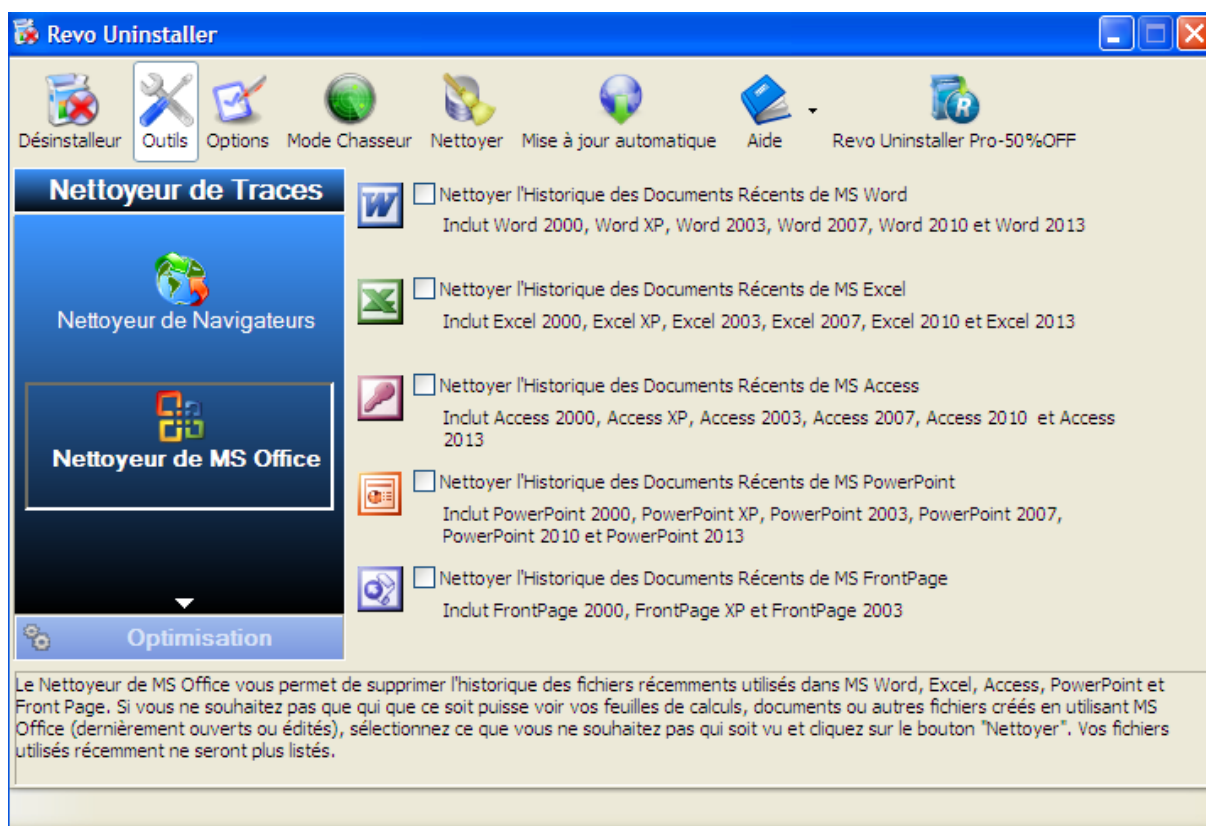 Revo Uninstaller
Désinstalleur
Outils
Options
Mode Chasseur
Nettoyer
Mise à jour automatique
Aide
Revo Uninstaller Pro-50%OFF
Nettoyeur de Traces
Nettoyeur de Navigateurs
Nettoyeur de MS Office
Optimisation
Nettoyer l'Historique des Documents Récents de MS Word
Inclut Word 2000, Word XP, Word 2003, Word 2007, Word 2010 et Word 2013
Nettoyer l'Historique des Documents Récents de MS Excel
Inclut Excel 2000, Excel XP, Excel 2003, Excel 2007, Excel 2010 et Excel 2013
Nettoyer l'Historique des Documents Récents de MS Access
Inclut Access 2000, Access XP, Access 2003, Access 2007, Access 2010 et Access
2013
Nettoyer l'Historique des Documents Récents de MS PowerPoint
Inclut PowerPoint 2000, PowerPoint XP, PowerPoint 2003, PowerPoint 2007,
PowerPoint 2010 et PowerPoint 2013
Nettoyer l'Historique des Documents Récents de MS FrontPage
Inclut FrontPage 2000, FrontPage XP et FrontPage 2003
Le Nettoyeur de MS Office vous permet de supprimer l'historique des fichiers récemments utilisés dans MS Word, Excel, Access, PowerPoint et
Front Page. Si vous ne souhaitez pas que qui que ce soit puisse voir vos feuilles de calculs, documents ou autres fichiers créés en utilisant MS
Office (dernièrement ouverts ou édités), sélectionnez ce que vous ne souhaitez pas qui soit vu et cliquez sur le bouton "Nettoyer". Vos fichiers
utilisés récemment ne seront plus listés.